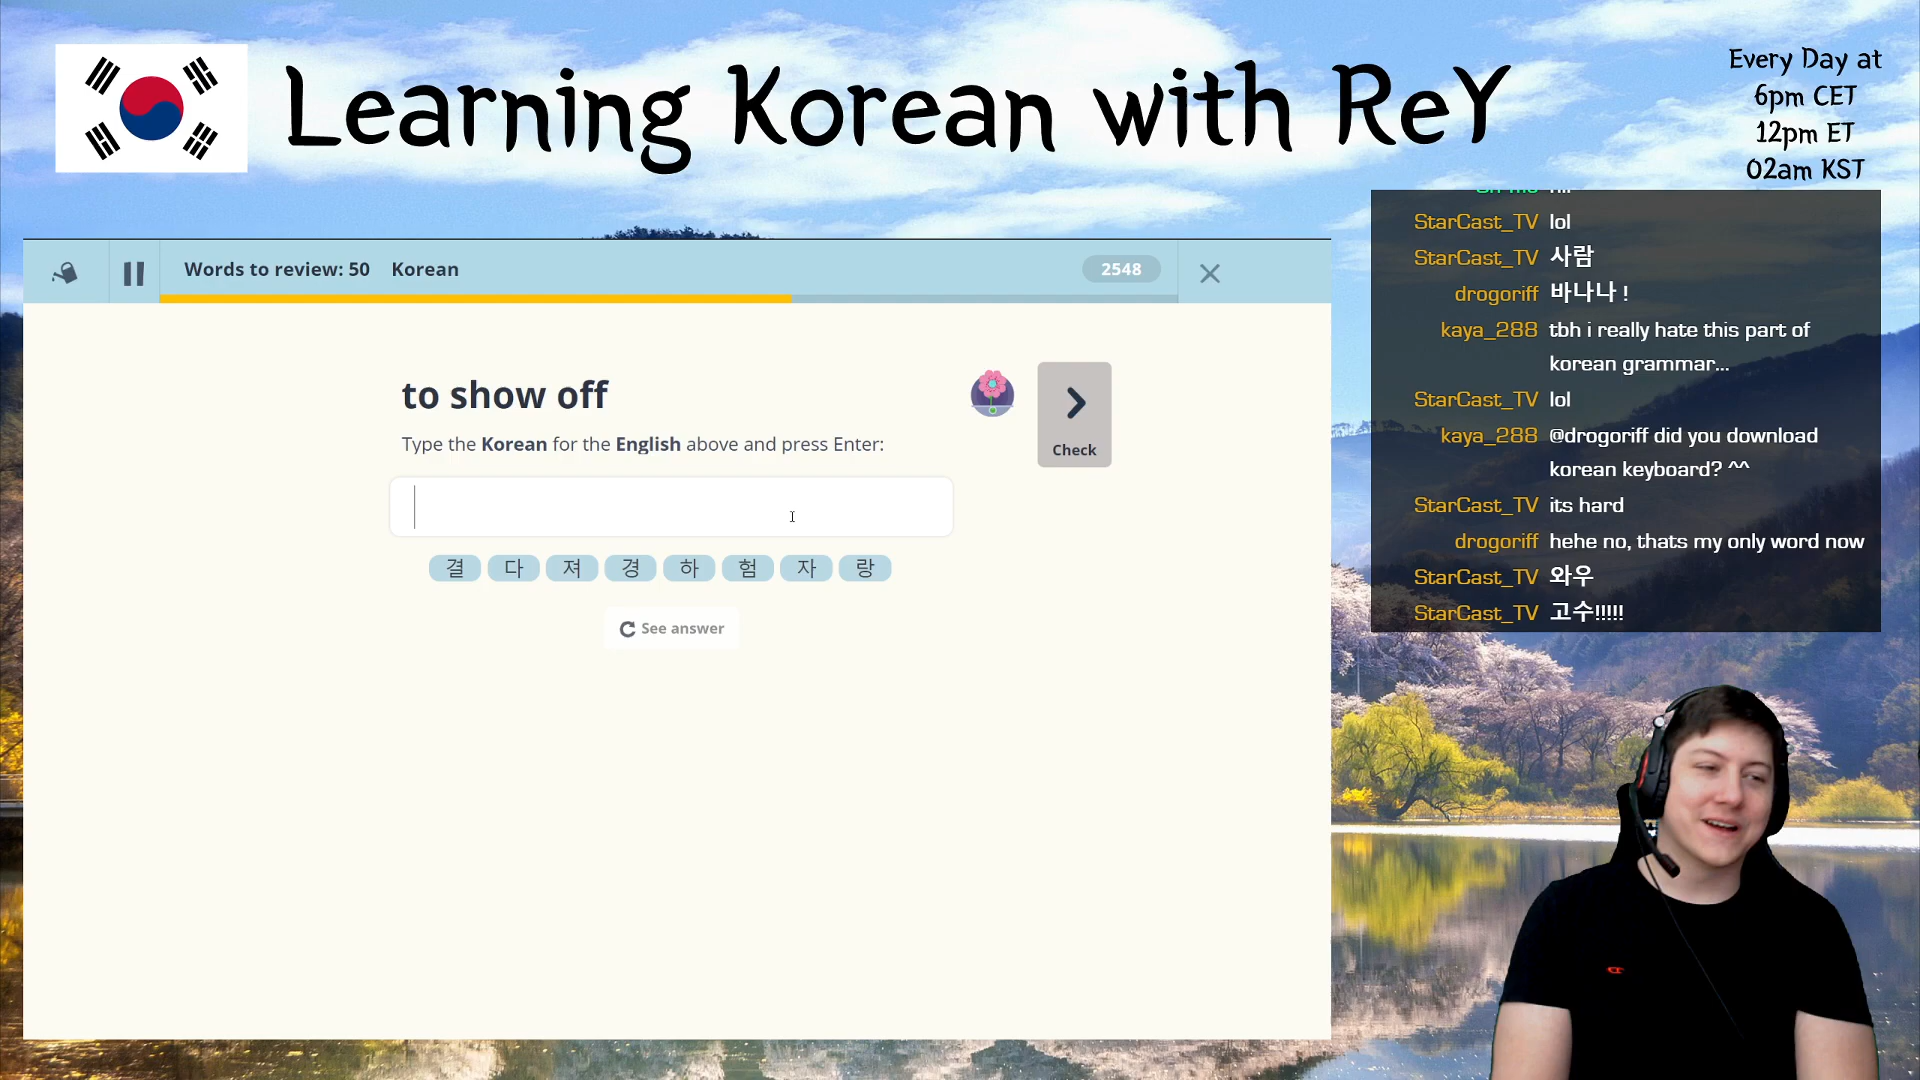 Learning Korean with ReY
Every Day at
6pm CET
12pm ET
02am KST
Words to review: 50 Korean
2548
to show off
Type the Korean for the English above and press Enter:
Check
결 다 져 경 하 험 자 랑
See answer
StarCast_TV lol
StarCast_TV 사람
drogoriff 바나나 !
kaya_288 tbh i really hate this part of
korean grammar...
StarCast_TV lol
kaya_288 @drogoriff did you download
korean keyboard? ^^
StarCast_TV its hard
drogoriff hehe no, thats my only word now
StarCast_TV 와우
StarCast_TV 고수!!!!!